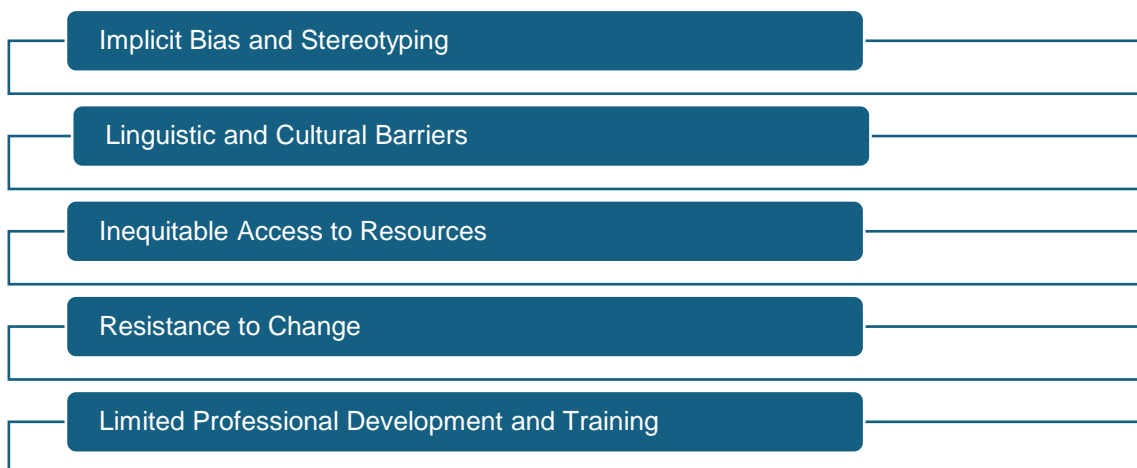 Implicit Bias and Stereotyping
Linguistic and Cultural Barriers
Inequitable Access to Resources
Resistance to Change
Limited Professional Development and Training